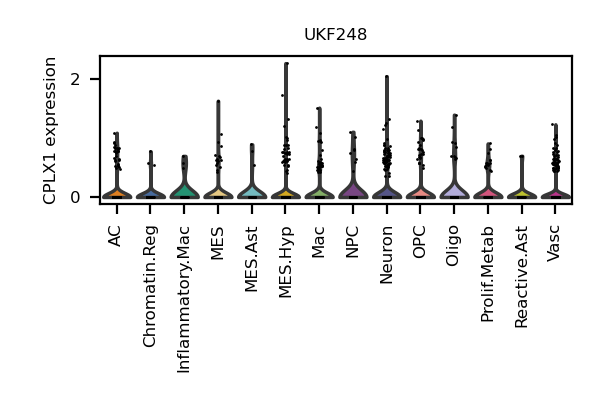 UKF248
CPLX1 expression
2
0
AC
Chromatin.Reg
Inflammatory.Mac
MES
MES.Ast
MES.Hyp
Mac
NPC
Neuron
OPC
Oligo
Prolif.Metab
Reactive.Ast
Vasc